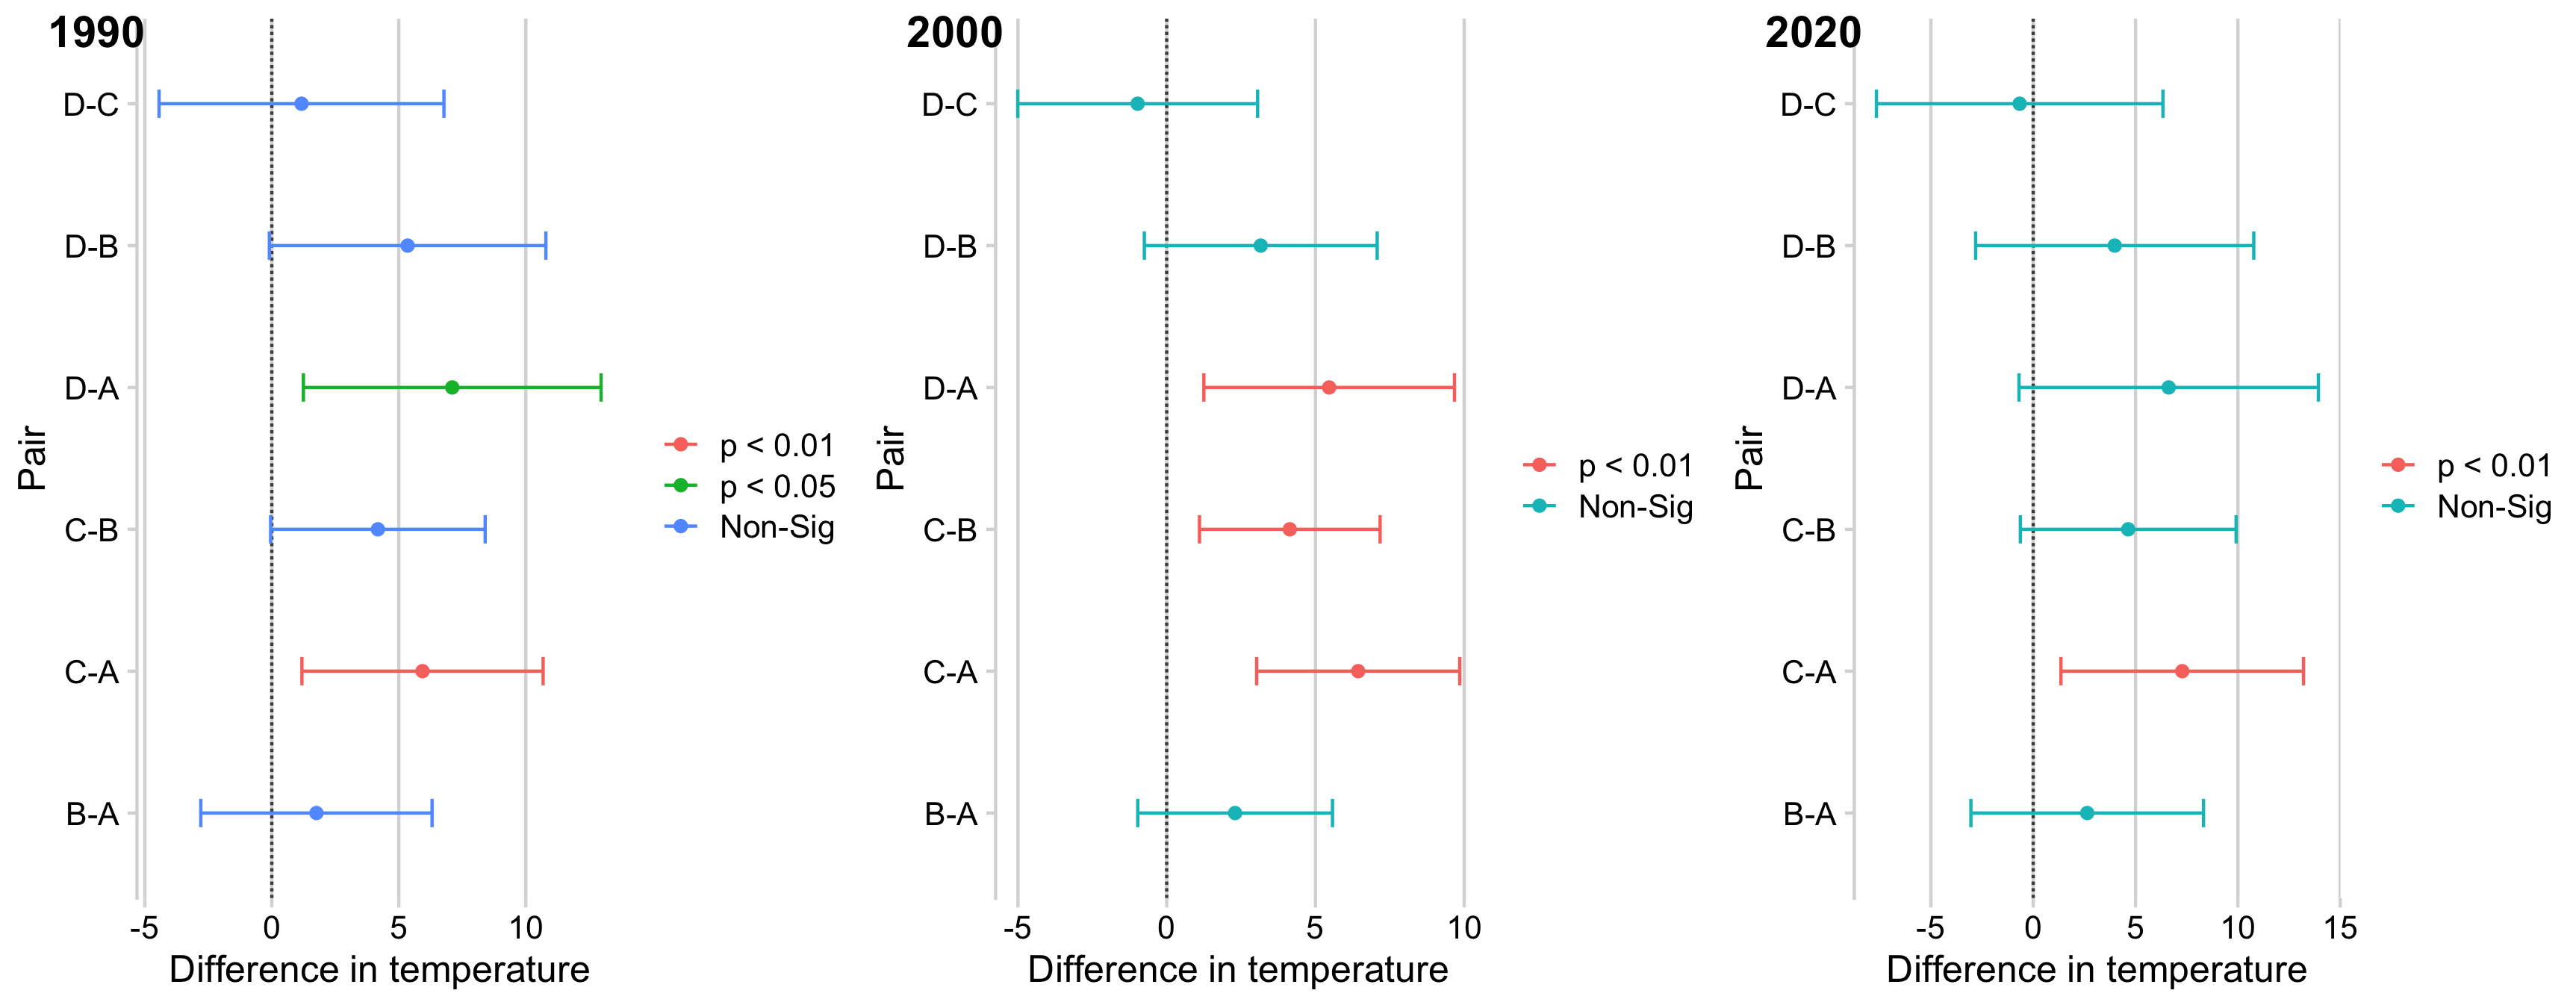 1990
D-C
D-B
D-A
C-B
C-A
B-A
Pair
-5 0 5 10
Difference in temperature
p < 0.01
p < 0.05
Non-Sig
2000
D-C
D-B
D-A
C-B
C-A
B-A
Pair
-5 0 5 10
Difference in temperature
p < 0.01
Non-Sig
2020
D-C
D-B
D-A
C-B
C-A
B-A
Pair
-5 0 5 10 15
Difference in temperature
p < 0.01
Non-Sig